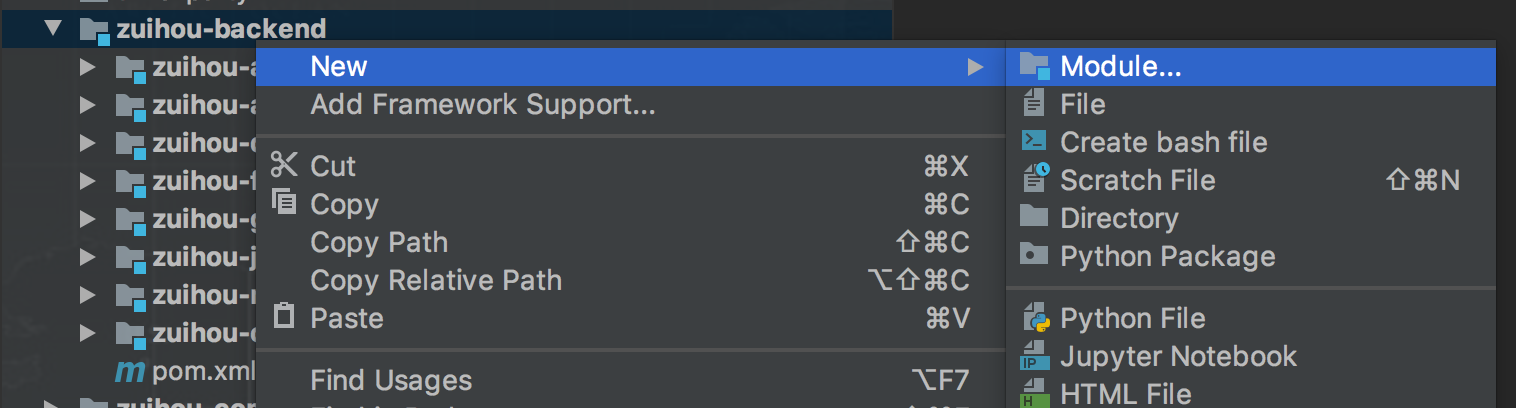 zuihou-backend
zuihou-
New
Module...
zuihou-
Add Framework Support...
File
zuihou-
Create bash file
zuihou-
Cut ⌘X
Scratch File ⇧⌘N
zuihou-
Copy ⌘C
Directory
zuihou-
Copy Path ⇧⌘C
Python Package
zuihou-
Copy Relative Path ⌥⇧⌘C
zuihou-
Paste ⌘V
Python File
m pom.xml
Jupyter Notebook
IP
Find Usages ⌥F7
HTML File
H